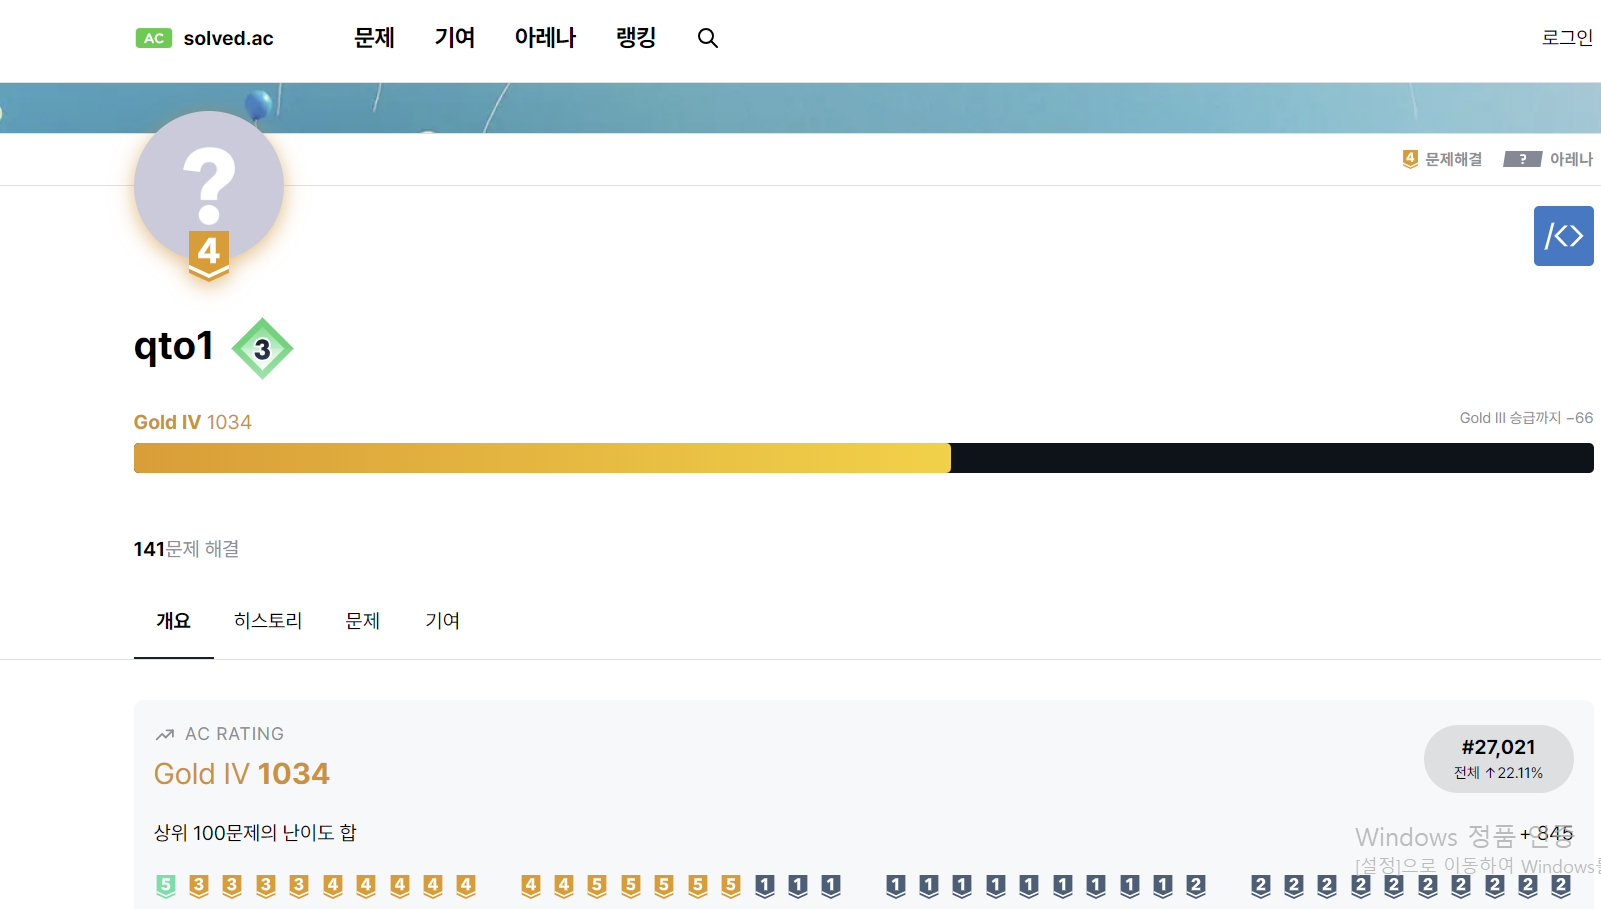 AC solved.ac 문제 기여 아레나 랭킹 로그인
4 문제해결 ? 아레나
?
4
/<>
qto1 3
Gold IV 1034 Gold III 승급까지 −66
141문제 해결
개요 히스토리 문제 기여
AC RATING
Gold IV 1034
#27,021
전체 ↑22.11%
상위 100문제의 난이도 합 + 845
Windows 정품 인증
[설정]으로 이동하여 Windows를
5 3 3 3 3 4 4 4 4 4 4 4 5 5 5 5 5 1 1 1 1 1 1 1 1 1 1 1 1 2 2 2 2 2 2 2 2 2 2 2